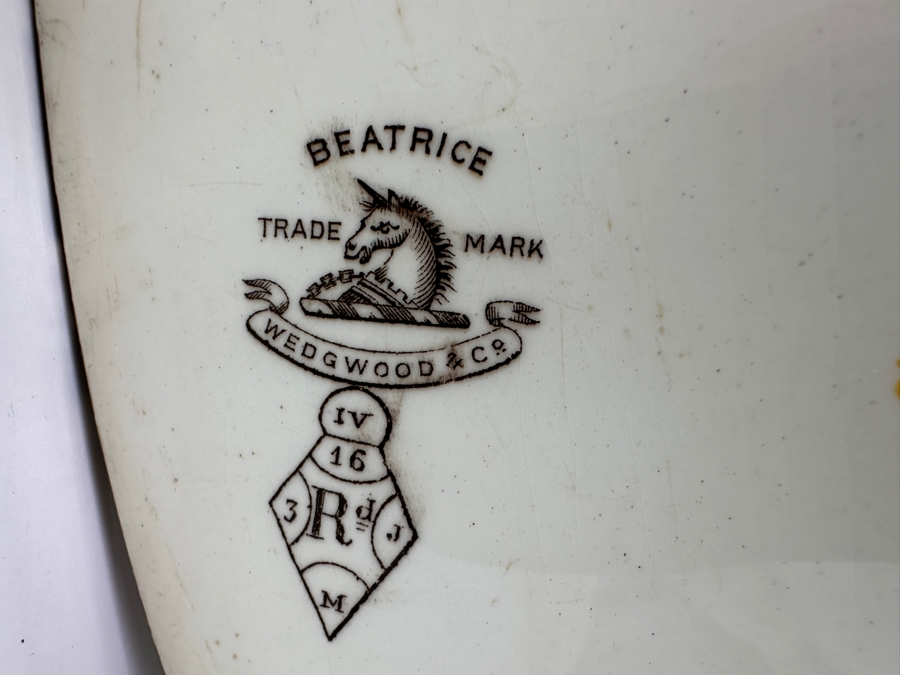 BEATRICE
TRADE MARK
WEDGWOOD & Cº
IV
16
3 Rd J
M